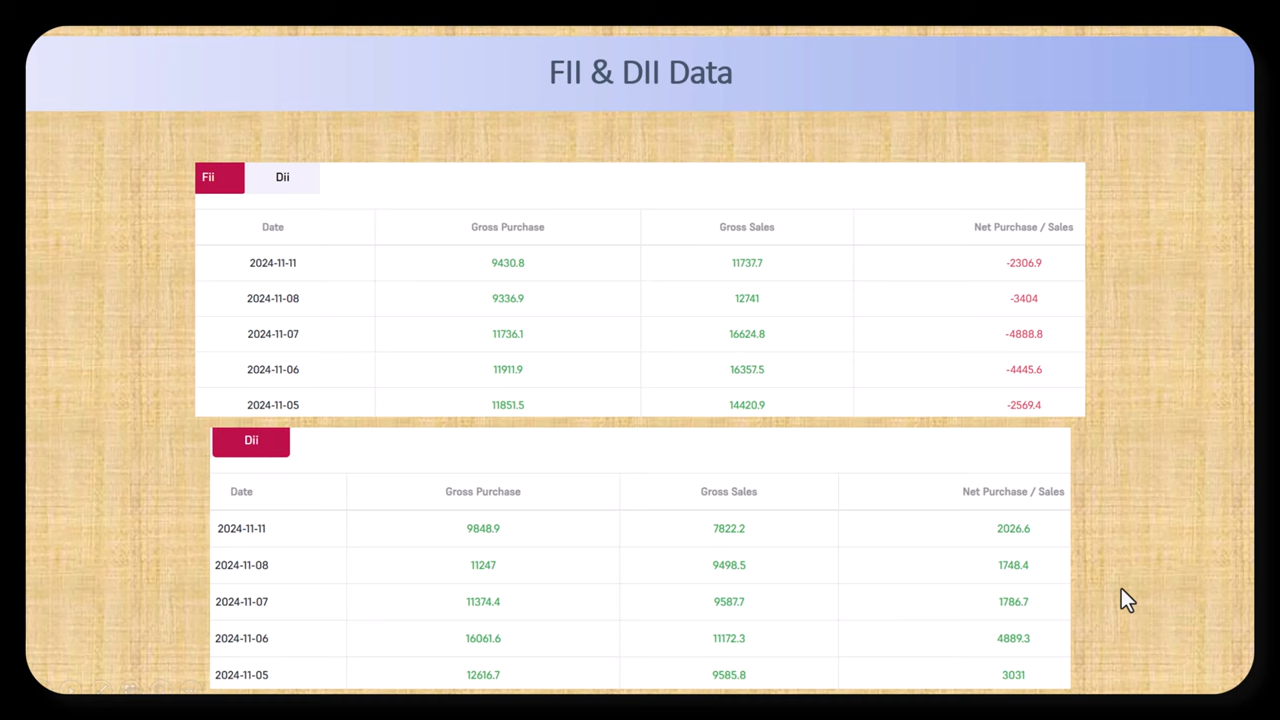 FII & DII Data
Fii Dii
Date Gross Purchase Gross Sales Net Purchase / Sales
2024-11-11 9430.8 11737.7 -2306.9
2024-11-08 9336.9 12741 -3404
2024-11-07 11736.1 16624.8 -4888.8
2024-11-06 11911.9 16357.5 -4445.6
2024-11-05 11851.5 14420.9 -2569.4
Dii
Date Gross Purchase Gross Sales Net Purchase / Sales
2024-11-11 9848.9 7822.2 2026.6
2024-11-08 11247 9498.5 1748.4
2024-11-07 11374.4 9587.7 1786.7
2024-11-06 16061.6 11172.3 4889.3
2024-11-05 12616.7 9585.8 3031